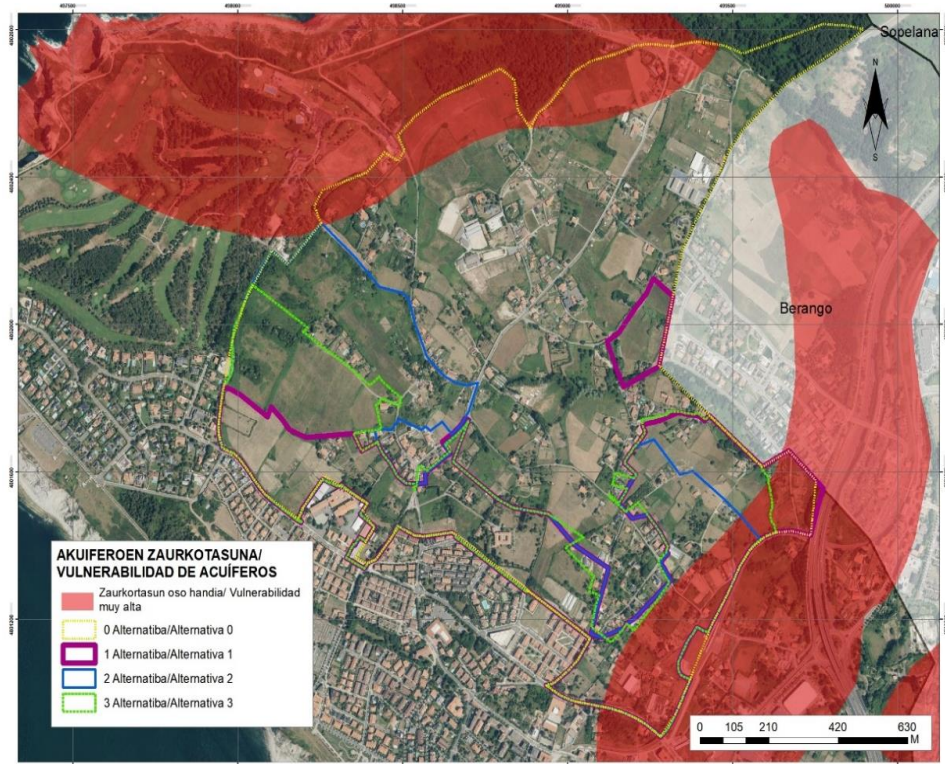 Sopelana
N
S
Berango
AKUIFEROEN ZAURKOTASUNA/
VULNERABILIDAD DE ACUÍFEROS
Zaurkortasun oso handia/ Vulnerabilidad
muy alta
0 Alternatiba/Alternativa 0
1 Alternatiba/Alternativa 1
2 Alternatiba/Alternativa 2
3 Alternatiba/Alternativa 3
0 105 210 420 630
M